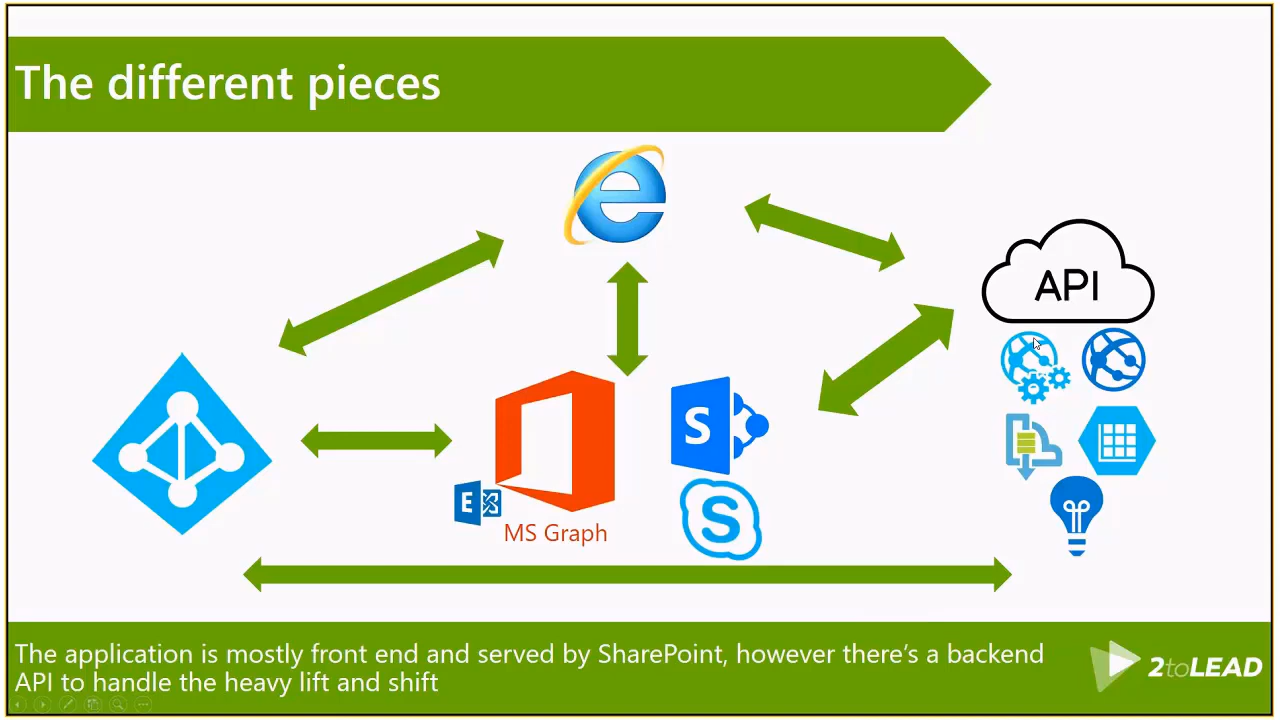 The different pieces
API
S
E
MS Graph
S
The application is mostly front end and served by SharePoint, however there's a backend
API to handle the heavy lift and shift
2toLEAD